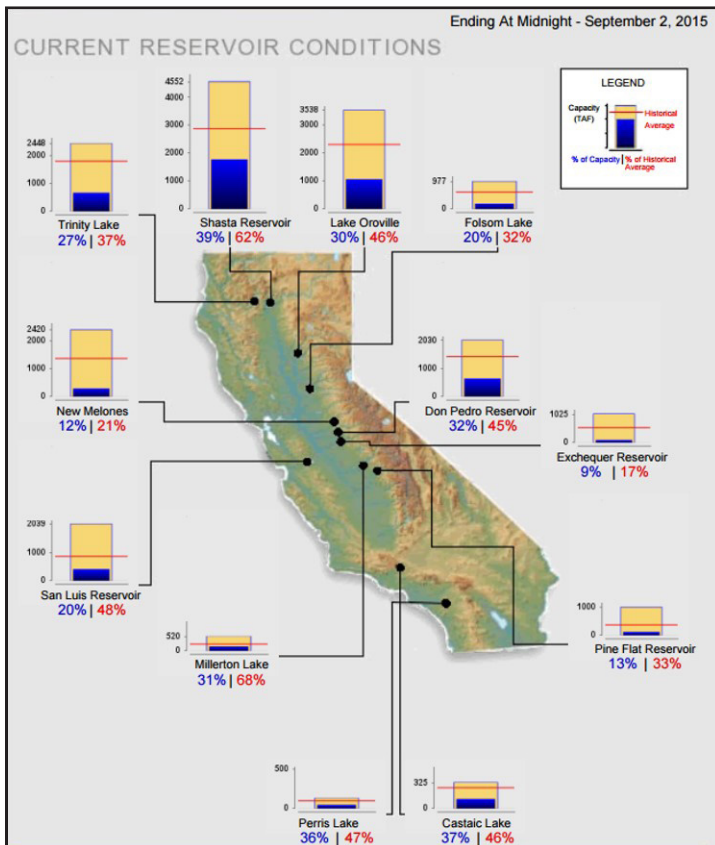 Ending At Midnight - September 2, 2015
CURRENT RESERVOIR CONDITIONS
LEGEND
Capacity
(TAF)
Historical
Average
% of Capacity | % of Historical
Average
2448
2000
1000
0
Trinity Lake
27% | 37%
4552
4000
3000
2000
1000
0
Shasta Reservoir
39% | 62%
3538
3000
2000
1000
0
Lake Oroville
30% | 46%
977
0
Folsom Lake
20% | 32%
2420
2000
1000
0
New Melones
12% | 21%
2030
1000
0
Don Pedro Reservoir
32% | 45%
1025
0
Exchequer Reservoir
9% | 17%
2039
1000
0
San Luis Reservoir
20% | 48%
520
0
Millerton Lake
31% | 68%
1000
0
Pine Flat Reservoir
13% | 33%
500
0
Perris Lake
36% | 47%
325
0
Castaic Lake
37% | 46%